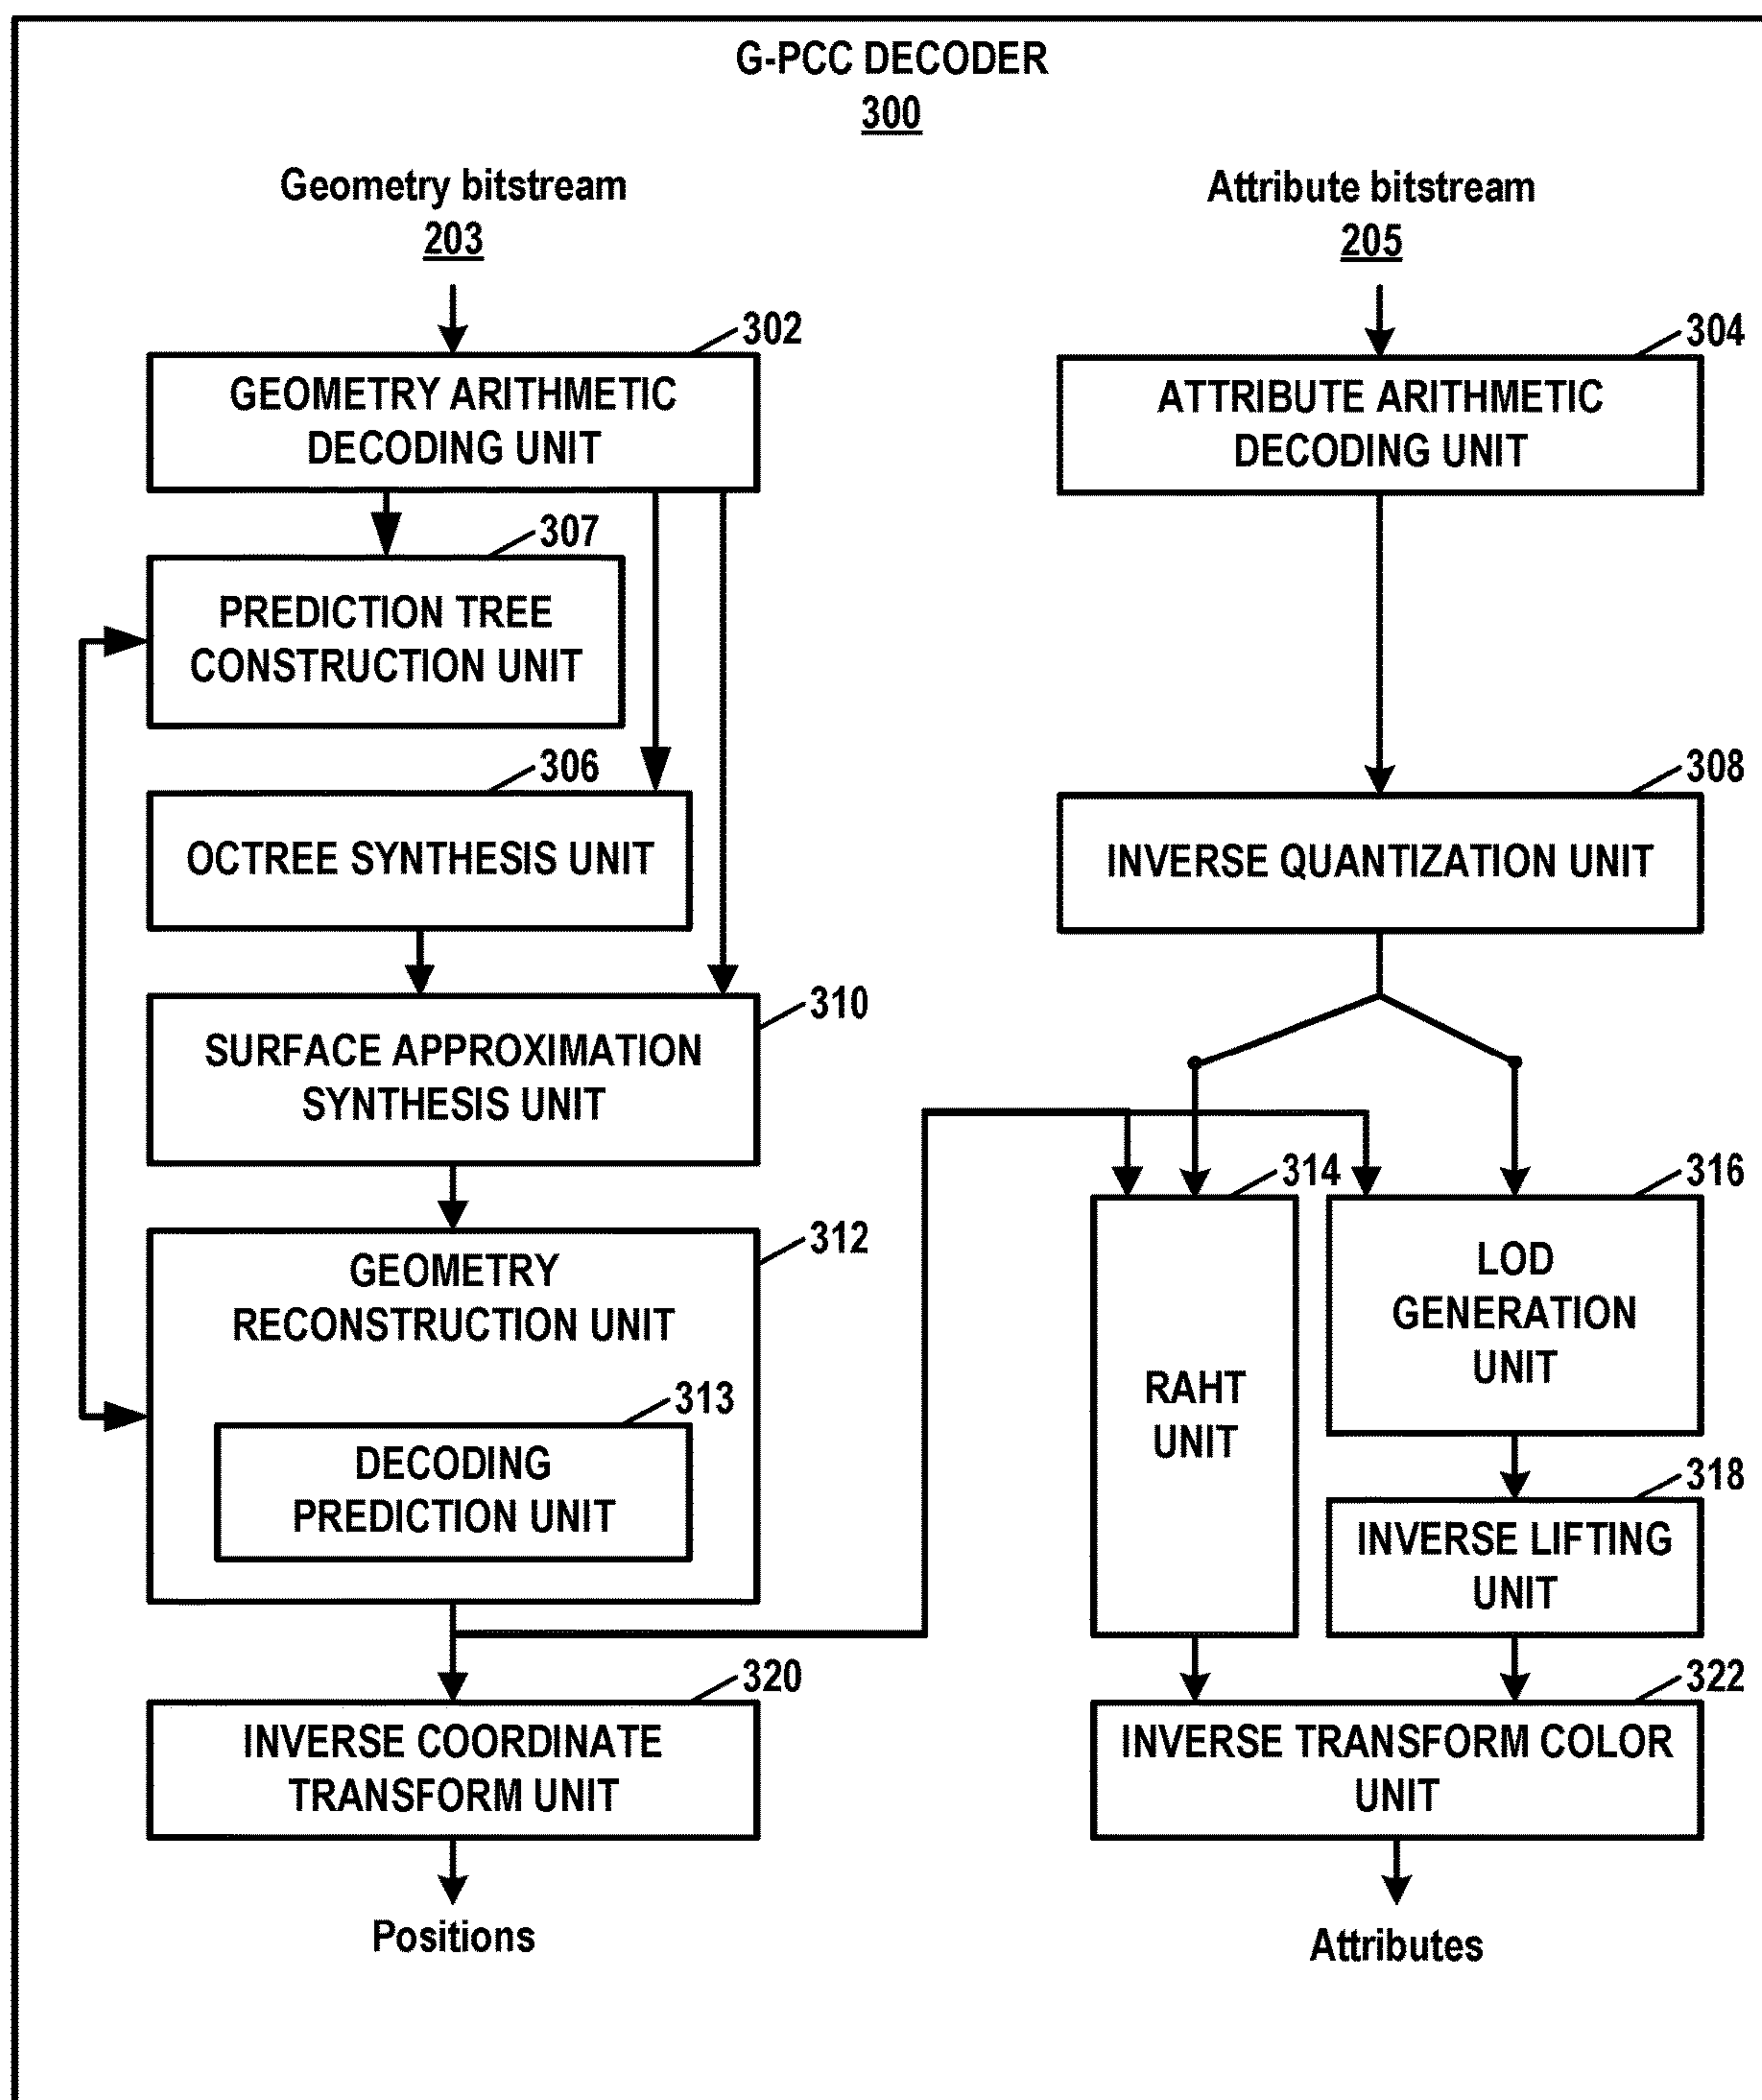 G-PCC DECODER
300
Geometry bitstream
203
Attribute bitstream
205
302
GEOMETRY ARITHMETIC
DECODING UNIT
304
ATTRIBUTE ARITHMETIC
DECODING UNIT
307
PREDICTION TREE
CONSTRUCTION UNIT
306
OCTREE SYNTHESIS UNIT
308
INVERSE QUANTIZATION UNIT
310
SURFACE APPROXIMATION
SYNTHESIS UNIT
312
GEOMETRY
RECONSTRUCTION UNIT
313
DECODING
PREDICTION UNIT
314
RAHT
UNIT
316
LOD
GENERATION
UNIT
318
INVERSE LIFTING
UNIT
320
INVERSE COORDINATE
TRANSFORM UNIT
322
INVERSE TRANSFORM COLOR
UNIT
Positions
Attributes